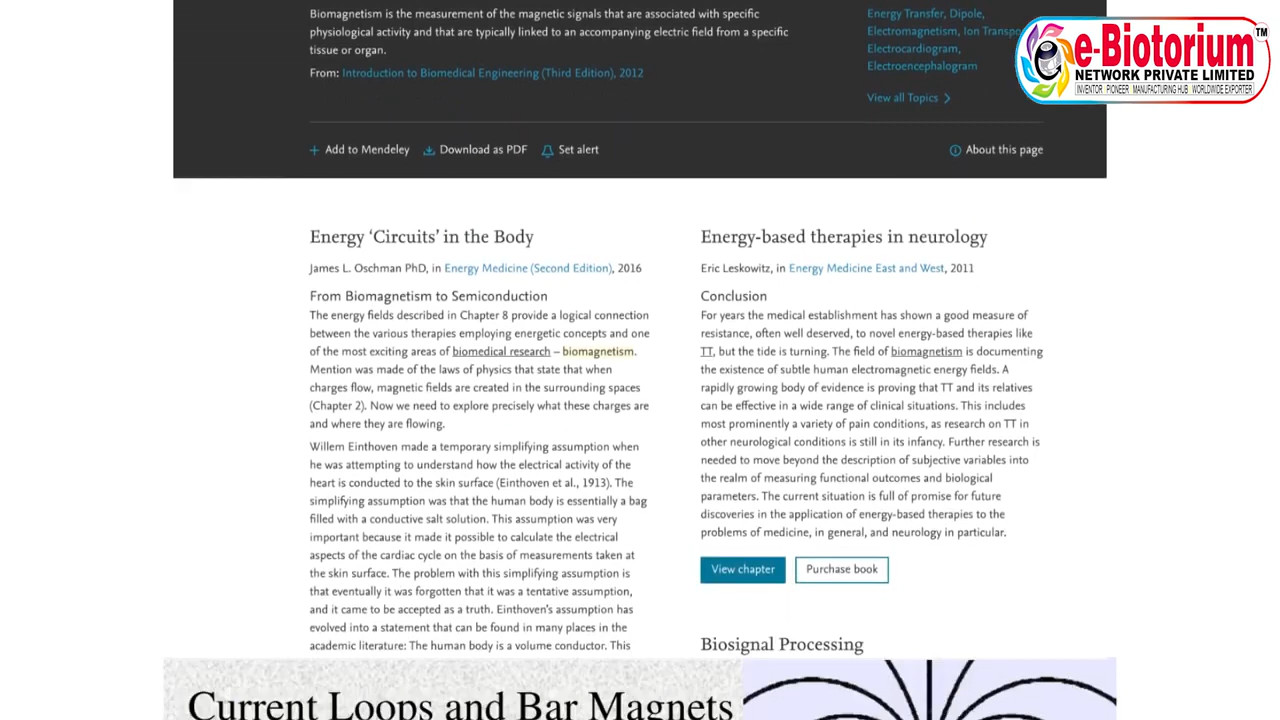 Biomagnetism is the measurement of the magnetic signals that are associated with specific
physiological activity and that are typically linked to an accompanying electric field from a specific
tissue or organ.
From: Introduction to Biomedical Engineering (Third Edition), 2012
Energy Transfer, Dipole,
Electromagnetism, Ion
Electrocardiogram,
Electroencephalogram
View all Topics
e-Biotorium™
NETWORK PRIVATE LIMITED
INVENTOR PIONEER MANUFACTURING HUB WORLDWIDE EXPORTER
Add to Mendeley Download as PDF Set alert
About this page
Energy ‘Circuits’ in the Body
James L. Oschman PhD, in Energy Medicine (Second Edition), 2016
From Biomagnetism to Semiconduction
The energy fields described in Chapter 8 provide a logical connection
between the various therapies employing energetic concepts and one
of the most exciting areas of biomedical research – biomagnetism.
Mention was made of the laws of physics that state that when
charges flow, magnetic fields are created in the surrounding spaces
(Chapter 2). Now we need to explore precisely what these charges are
and where they are flowing.
Willem Einthoven made a temporary simplifying assumption when
he was attempting to understand how the electrical activity of the
heart is conducted to the skin surface (Einthoven et al., 1913). The
simplifying assumption was that the human body is essentially a bag
filled with a conductive salt solution. This assumption was very
important because it made it possible to calculate the electrical
aspects of the cardiac cycle on the basis of measurements taken at
the skin surface. The problem with this simplifying assumption is
that eventually it was forgotten that it was a tentative assumption,
and it came to be accepted as a truth. Einthoven's assumption has
evolved into a statement that can be found in many places in the
academic literature: The human body is a volume conductor. This
Energy-based therapies in neurology
Eric Leskowitz, in Energy Medicine East and West, 2011
Conclusion
For years the medical establishment has shown a good measure of
resistance, often well deserved, to novel energy-based therapies like
TT, but the tide is turning. The field of biomagnetism is documenting
the existence of subtle human electromagnetic energy fields. A
rapidly growing body of evidence is proving that TT and its relatives
can be effective in a wide range of clinical situations. This includes
most prominently a variety of pain conditions, as research on TT in
other neurological conditions is still in its infancy. Further research is
needed to move beyond the description of subjective variables into
the realm of measuring functional outcomes and biological
parameters. The current situation is full of promise for future
discoveries in the application of energy-based therapies to the
problems of medicine, in general, and neurology in particular.
View chapter Purchase book
Biosignal Processing
Current Loops and Bar Magnets